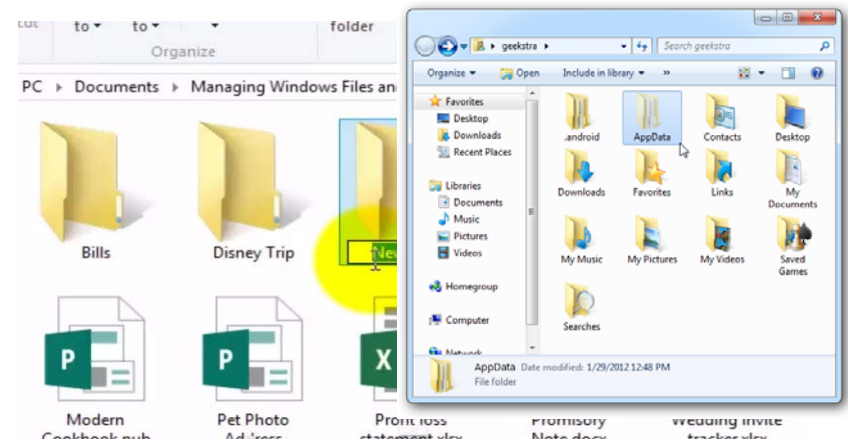 to to
folder
Organize
PC Documents Managing Windows Files an
Bills
Disney Trip
New
Modern
Pet Photo
geekstra
Search geekstra
Organize Open Include in library »
Favorites
Desktop
Downloads
Recent Places
Libraries
Documents
Music
Pictures
Videos
Homegroup
Computer
Network
.android
AppData
Contacts
Desktop
Downloads
Favorites
Links
My
Documents
My Music
My Pictures
My Videos
Saved
Games
Searches
AppData Date modified: 1/29/2012 12:48 PM
File folder
P
P
X